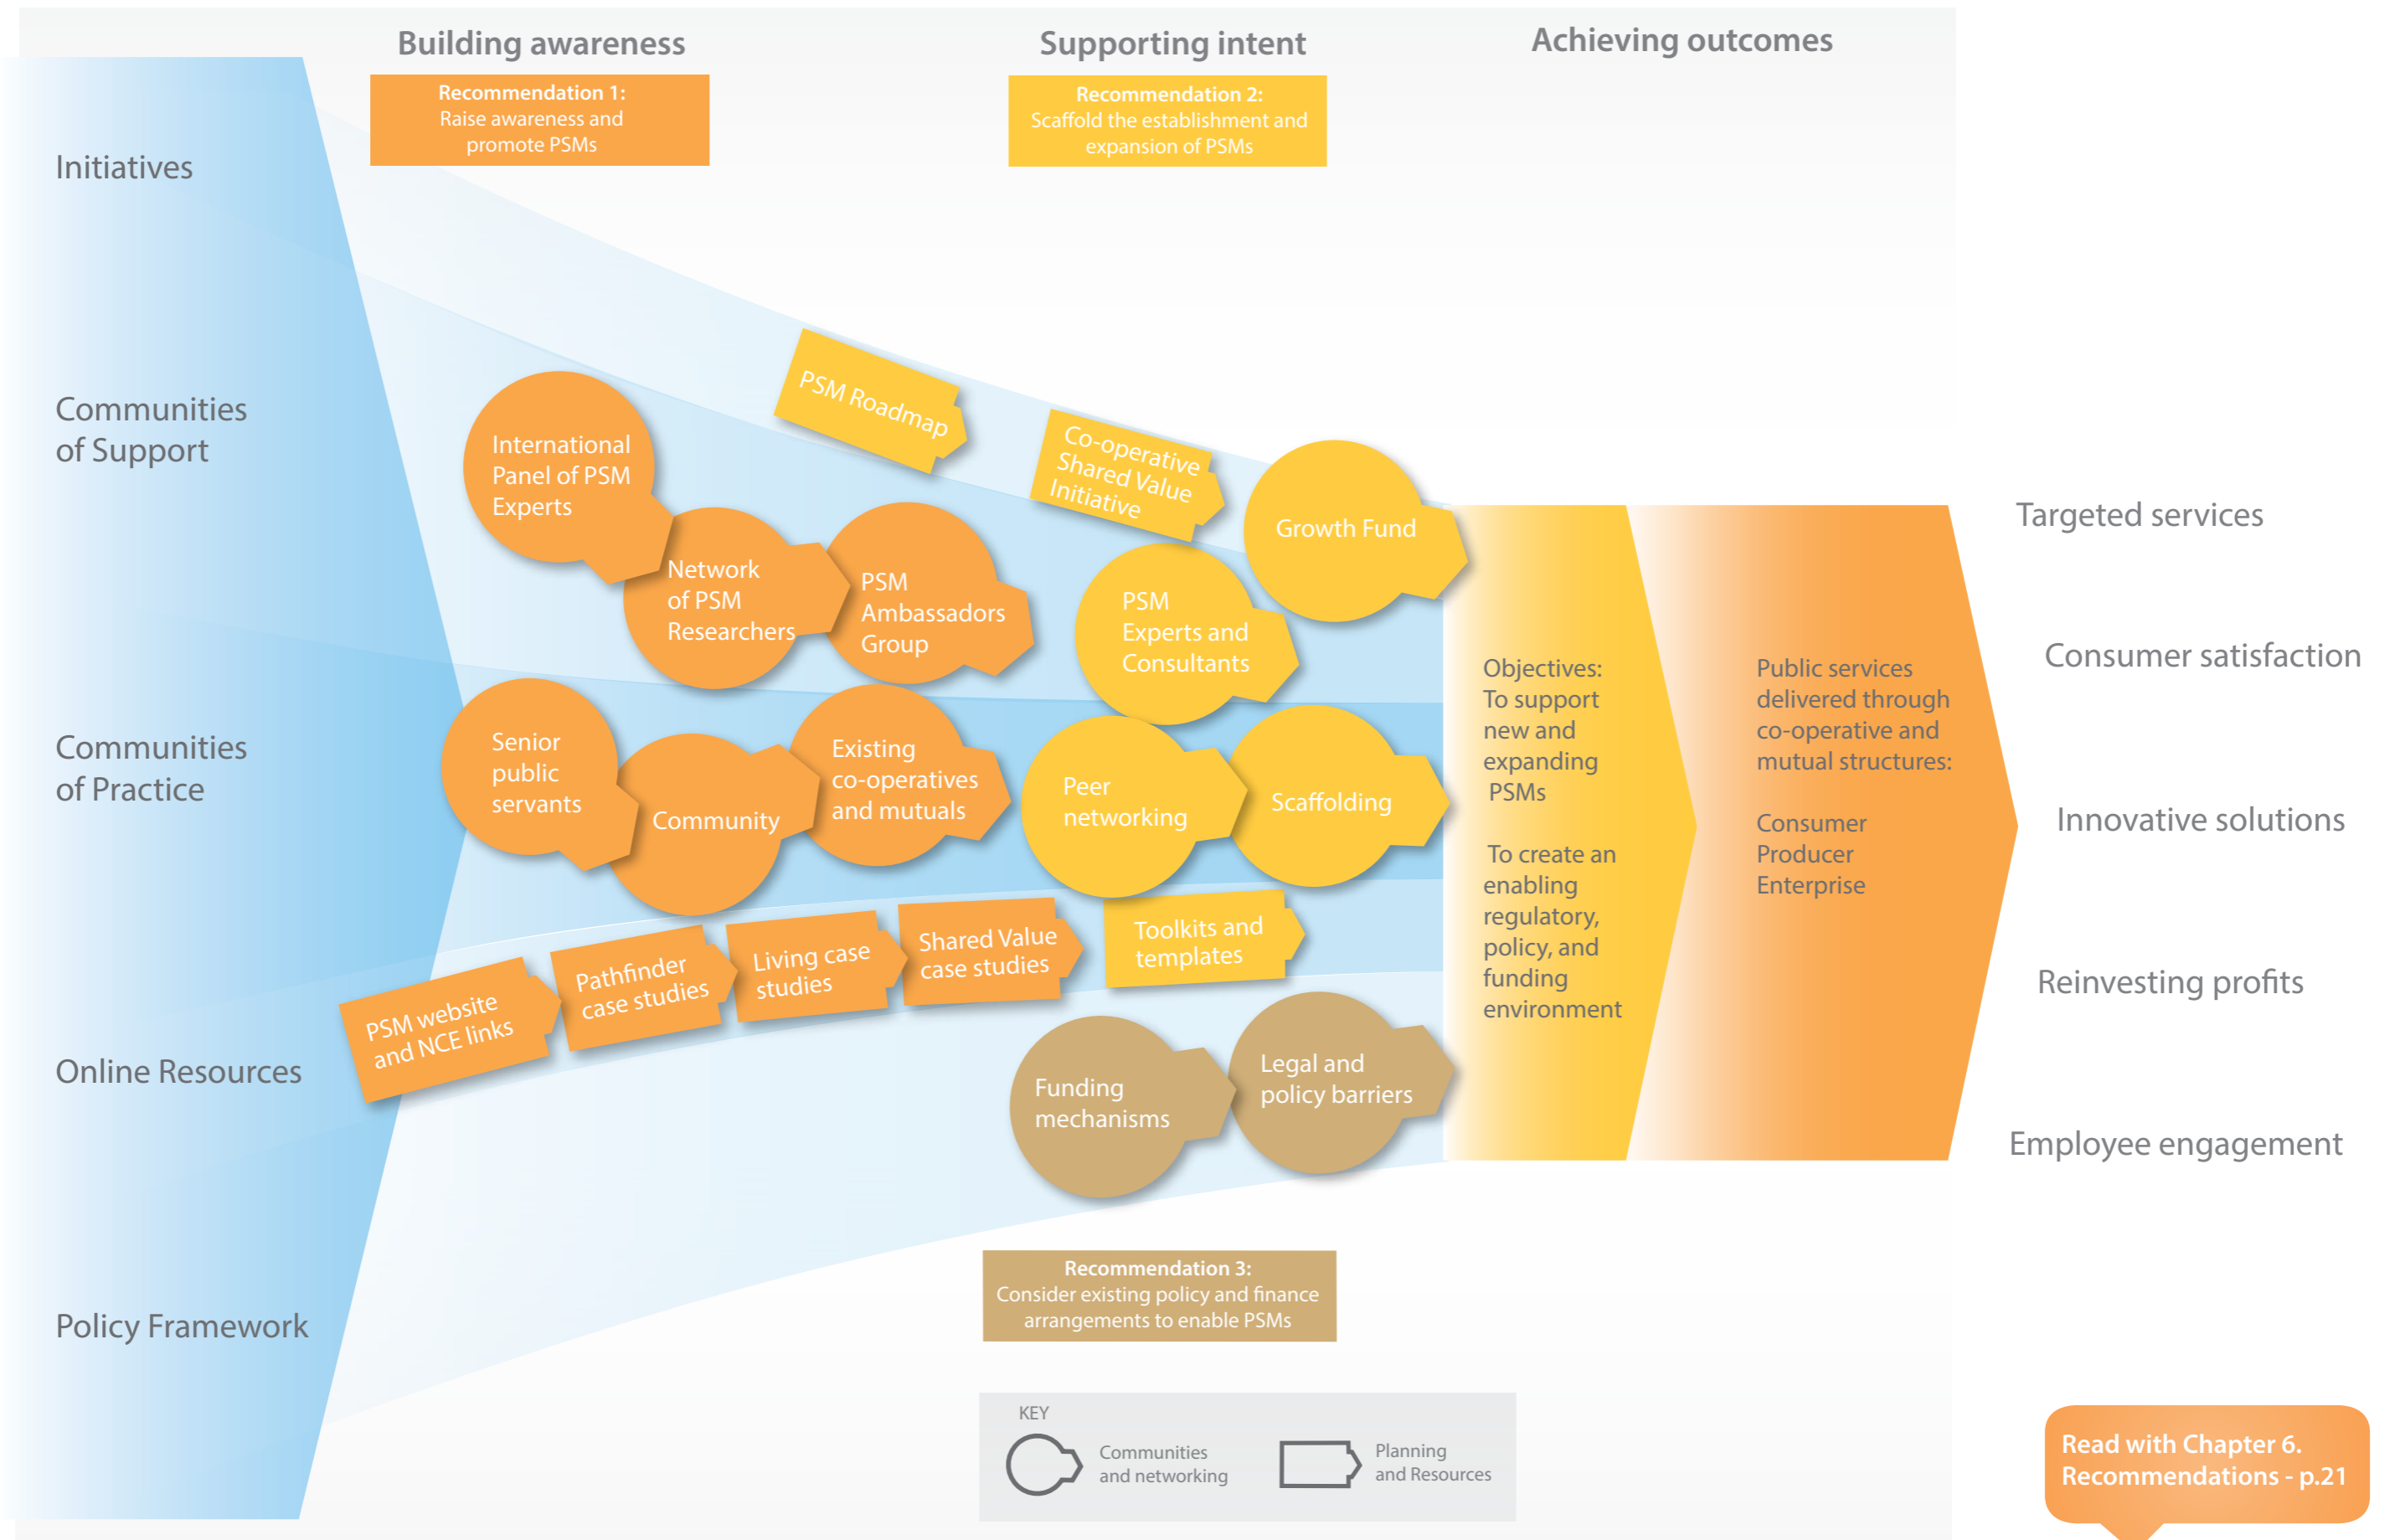 Building awareness
Supporting intent
Achieving outcomes
Recommendation 1:
Raise awareness and
promote PSMs
Recommendation 2:
Scaffold the establishment and
expansion of PSMs
Initiatives
Communities
of Support
Communities
of Practice
Online Resources
Policy Framework
PSM Roadmap
Co-operative
Shared Value
Initiative
Growth Fund
International
Panel of PSM
Experts
Network
of PSM
Researchers
PSM
Ambassadors
Group
PSM
Experts and
Consultants
Senior
public
servants
Community
Existing
co-operatives
and mutuals
Peer
networking
Scaffolding
PSM website
and NCE links
Pathfinder
case studies
Living case
studies
Shared Value
case studies
Toolkits and
templates
Funding
mechanisms
Legal and
policy barriers
Objectives:
To support
new and
expanding
PSMs
To create an
enabling
regulatory,
policy, and
funding
environment
Public services
delivered through
co-operative and
mutual structures:
Consumer
Producer
Enterprise
Targeted services
Consumer satisfaction
Innovative solutions
Reinvesting profits
Employee engagement
Recommendation 3:
Consider existing policy and finance
arrangements to enable PSMs
KEY
Communities
and networking
Planning
and Resources
Read with Chapter 6.
Recommendations - p.21